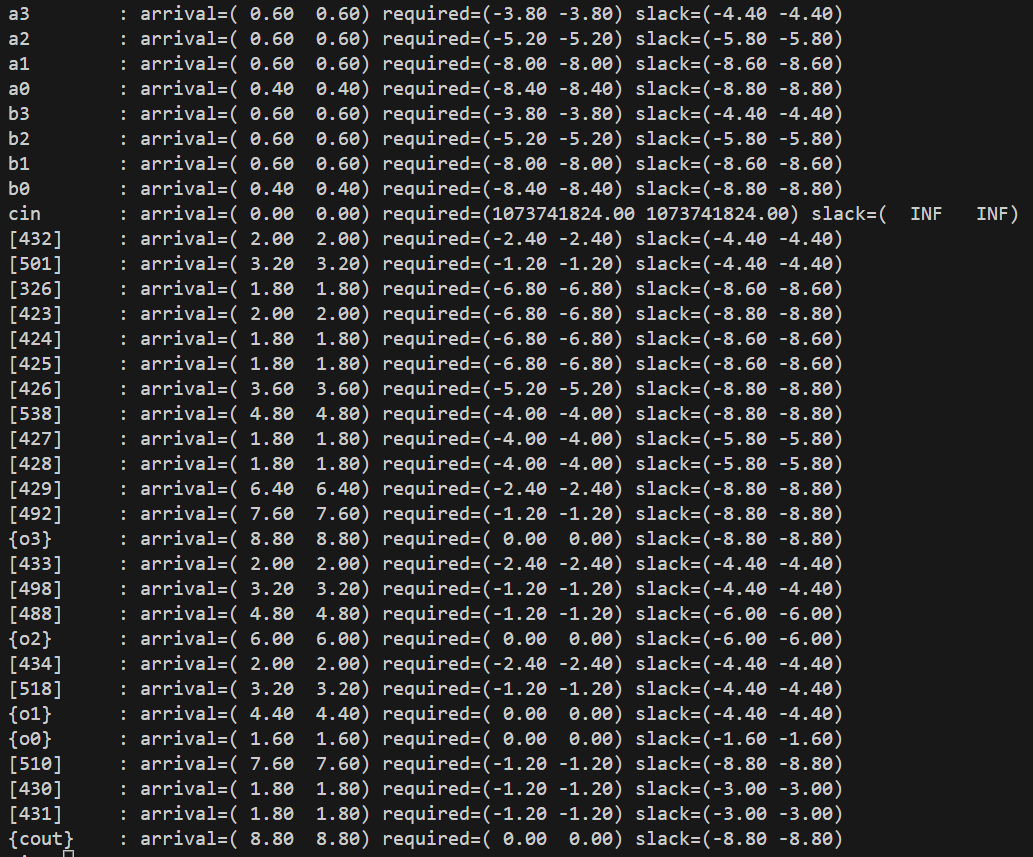 a3         : arrival=( 0.60  0.60) required=(-3.80 -3.80) slack=(-4.40 -4.40)
a2         : arrival=( 0.60  0.60) required=(-5.20 -5.20) slack=(-5.80 -5.80)
a1         : arrival=( 0.60  0.60) required=(-8.00 -8.00) slack=(-8.60 -8.60)
a0         : arrival=( 0.40  0.40) required=(-8.40 -8.40) slack=(-8.80 -8.80)
b3         : arrival=( 0.60  0.60) required=(-3.80 -3.80) slack=(-4.40 -4.40)
b2         : arrival=( 0.60  0.60) required=(-5.20 -5.20) slack=(-5.80 -5.80)
b1         : arrival=( 0.60  0.60) required=(-8.00 -8.00) slack=(-8.60 -8.60)
b0         : arrival=( 0.40  0.40) required=(-8.40 -8.40) slack=(-8.80 -8.80)
cin        : arrival=( 0.00  0.00) required=(1073741824.00 1073741824.00) slack=(  INF   INF)
[432]      : arrival=( 2.00  2.00) required=(-2.40 -2.40) slack=(-4.40 -4.40)
[501]      : arrival=( 3.20  3.20) required=(-1.20 -1.20) slack=(-4.40 -4.40)
[326]      : arrival=( 1.80  1.80) required=(-6.80 -6.80) slack=(-8.60 -8.60)
[423]      : arrival=( 2.00  2.00) required=(-6.80 -6.80) slack=(-8.80 -8.80)
[424]      : arrival=( 1.80  1.80) required=(-6.80 -6.80) slack=(-8.60 -8.60)
[425]      : arrival=( 1.80  1.80) required=(-6.80 -6.80) slack=(-8.60 -8.60)
[426]      : arrival=( 3.60  3.60) required=(-5.20 -5.20) slack=(-8.80 -8.80)
[538]      : arrival=( 4.80  4.80) required=(-4.00 -4.00) slack=(-8.80 -8.80)
[427]      : arrival=( 1.80  1.80) required=(-4.00 -4.00) slack=(-5.80 -5.80)
[428]      : arrival=( 1.80  1.80) required=(-4.00 -4.00) slack=(-5.80 -5.80)
[429]      : arrival=( 6.40  6.40) required=(-2.40 -2.40) slack=(-8.80 -8.80)
[492]      : arrival=( 7.60  7.60) required=(-1.20 -1.20) slack=(-8.80 -8.80)
{o3}       : arrival=( 8.80  8.80) required=( 0.00  0.00) slack=(-8.80 -8.80)
[433]      : arrival=( 2.00  2.00) required=(-2.40 -2.40) slack=(-4.40 -4.40)
[498]      : arrival=( 3.20  3.20) required=(-1.20 -1.20) slack=(-4.40 -4.40)
[488]      : arrival=( 4.80  4.80) required=(-1.20 -1.20) slack=(-6.00 -6.00)
{o2}       : arrival=( 6.00  6.00) required=( 0.00  0.00) slack=(-6.00 -6.00)
[434]      : arrival=( 2.00  2.00) required=(-2.40 -2.40) slack=(-4.40 -4.40)
[518]      : arrival=( 3.20  3.20) required=(-1.20 -1.20) slack=(-4.40 -4.40)
{o1}       : arrival=( 4.40  4.40) required=( 0.00  0.00) slack=(-4.40 -4.40)
{o0}       : arrival=( 1.60  1.60) required=( 0.00  0.00) slack=(-1.60 -1.60)
[510]      : arrival=( 7.60  7.60) required=(-1.20 -1.20) slack=(-8.80 -8.80)
[430]      : arrival=( 1.80  1.80) required=(-1.20 -1.20) slack=(-3.00 -3.00)
[431]      : arrival=( 1.80  1.80) required=(-1.20 -1.20) slack=(-3.00 -3.00)
{cout}     : arrival=( 8.80  8.80) required=( 0.00  0.00) slack=(-8.80 -8.80)